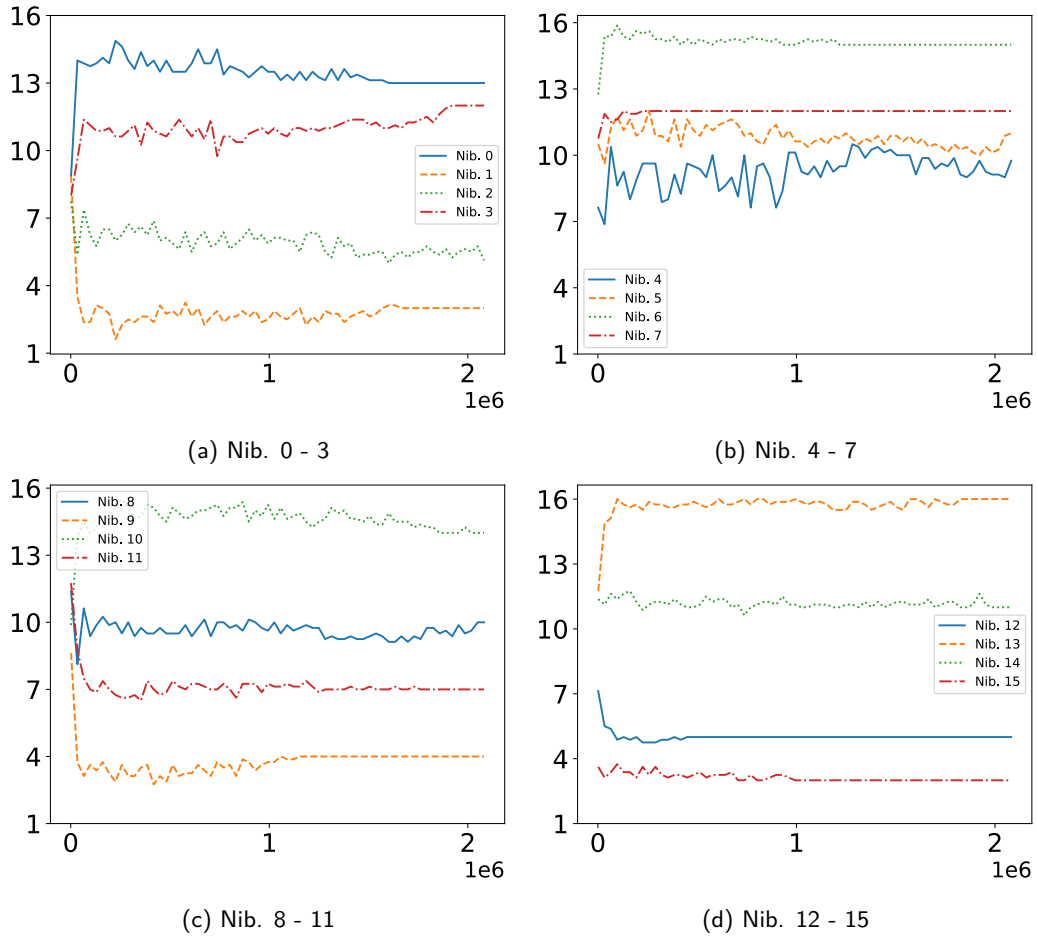 16
13
10
7
4
1
Nib. 0
Nib. 1
Nib. 2
Nib. 3
0
1
2
1e6
(a) Nib. 0 - 3
16
13
10
7
4
1
Nib. 4
Nib. 5
Nib. 6
Nib. 7
0
1
2
1e6
(b) Nib. 4 - 7
16
13
10
7
4
1
Nib. 8
Nib. 9
Nib. 10
Nib. 11
0
1
2
1e6
(c) Nib. 8 - 11
16
13
10
7
4
1
Nib. 12
Nib. 13
Nib. 14
Nib. 15
0
1
2
1e6
(d) Nib. 12 - 15